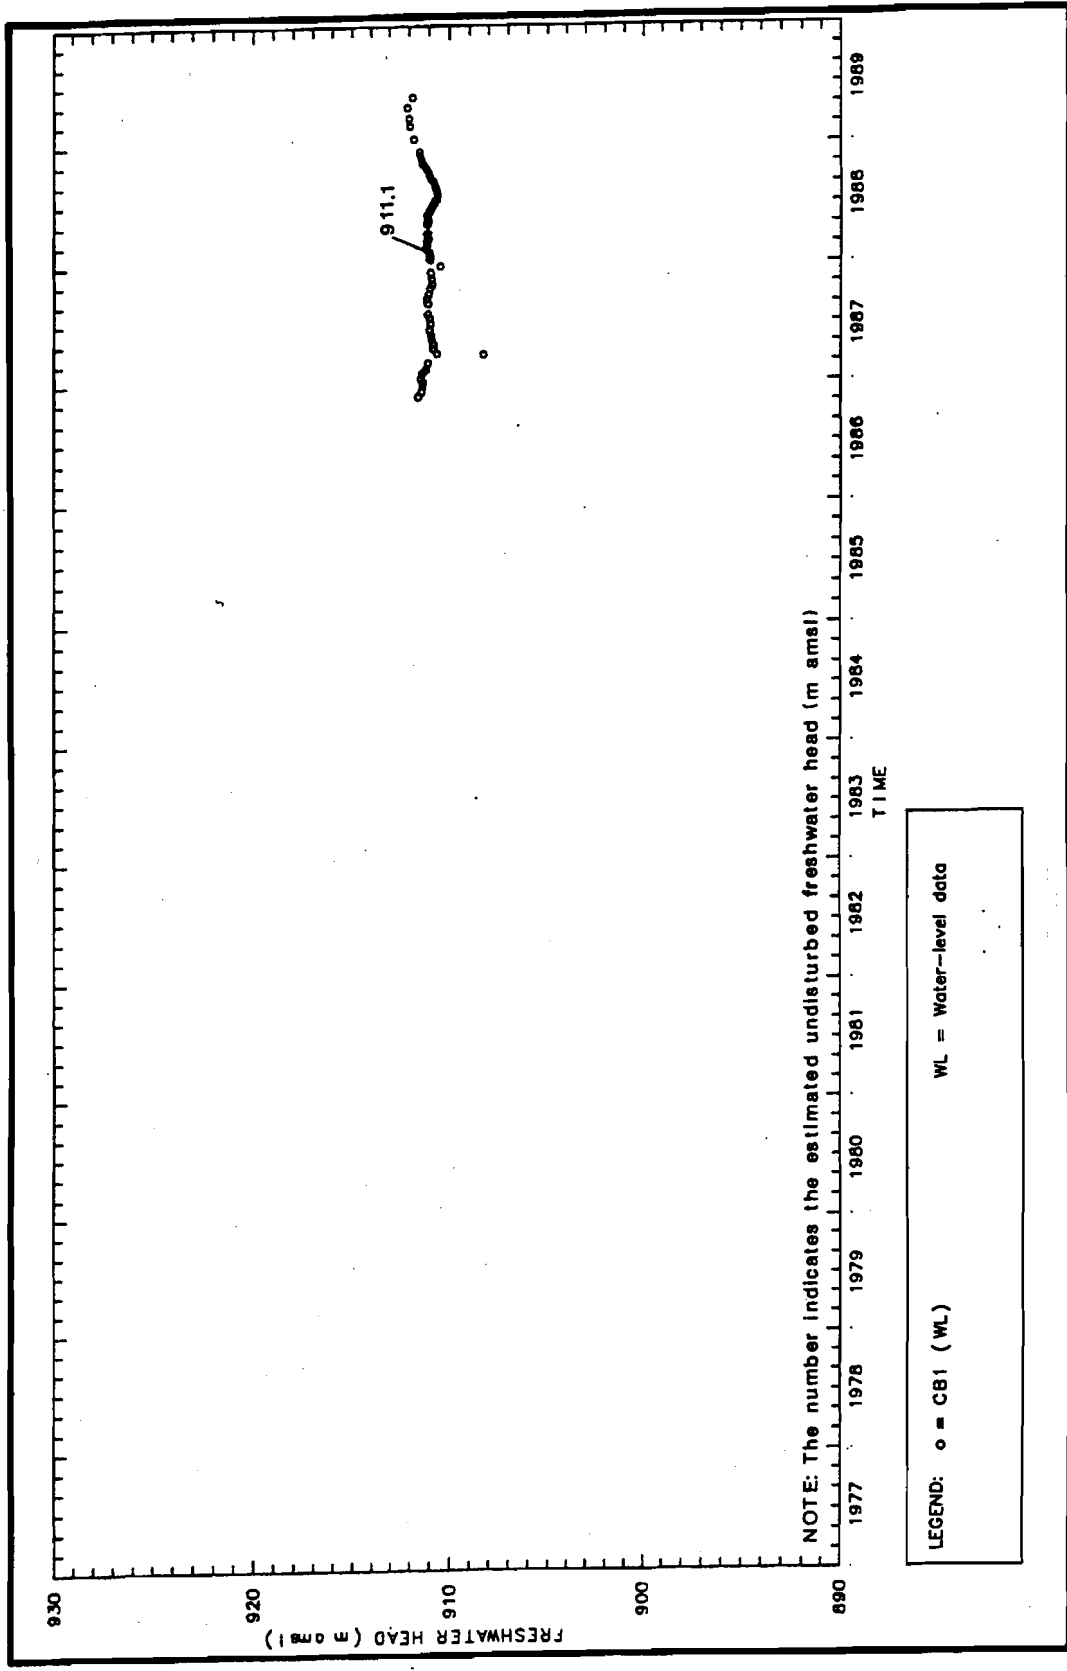 FRESHWATER HEAD (m amsl)
930
920
910
900
890
911.1
NOTE: The number indicates the estimated undisturbed freshwater head (m amsl)
1977 1978 1979 1980 1981 1982 1983 1984 1985 1986 1987 1988 1989
TIME
LEGEND: o = CB1 (WL) WL = Water-level data